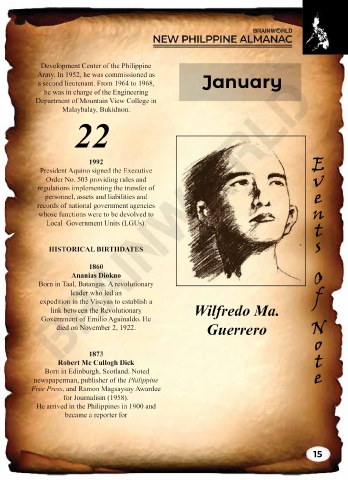 BRAINWORLD
NEW PHILPPINE ALMANAC
Development Center of the Philippine
Army. In 1952, he was commissioned as
a second lieutenant. From 1964 to 1968,
he was in charge of the Engineering
Department of Mountain View College in
Malaybalay, Bukidnon.
22
1992
President Aquino signed the Executive
Order No. 503 providing rules and
regulations implementing the transfer of
personnel, assets and liabilities and
records of national government agencies
whose functions were to be devolved to
Local Government Units (LGUs).
HISTORICAL BIRTHDATES
1860
Ananias Diokno
Born in Taal, Batangas. A revolutionary
leader who led an
expedition in the Visayas to establish a
link between the Revolutionary
Government of Emilio Aguinaldo. He
died on November 2, 1922.
1873
Robert Mc Cullogh Dick
Born in Edinburgh, Scotland. Noted
newspaperman, publisher of the Philippine
Free Press, and Ramon Magsaysay Awardee
for Journalism (1958).
He arrived in the Philippines in 1900 and
became a reporter for
January
Wilfredo Ma.
Guerrero
Events Of Note
15